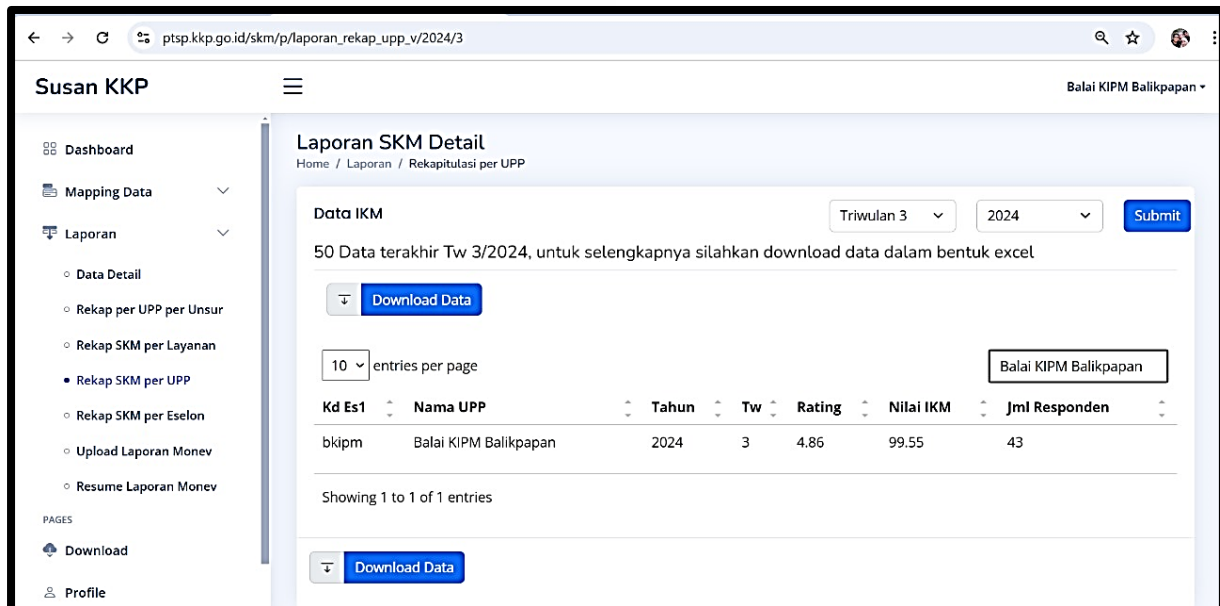 ptsp.kkp.go.id/skm/p/laporan_rekap_upp_v/2024/3
Susan KKP
Balai KIPM Balikpapan
Dashboard
Mapping Data
Laporan
Data Detail
Rekap per UPP per Unsur
Rekap SKM per Layanan
Rekap SKM per UPP
Rekap SKM per Eselon
Upload Laporan Monev
Resume Laporan Monev
PAGES
Download
Profile
Laporan SKM Detail
Home / Laporan / Rekapitulasi per UPP
Data IKM
Triwulan 3 2024 Submit
50 Data terakhir Tw 3/2024, untuk selengkapnya silahkan download data dalam bentuk excel
Download Data
10 entries per page
Balai KIPM Balikpapan
Kd Es1 Nama UPP Tahun Tw Rating Nilai IKM Jml Responden
bkipm Balai KIPM Balikpapan 2024 3 4.86 99.55 43
Showing 1 to 1 of 1 entries
Download Data